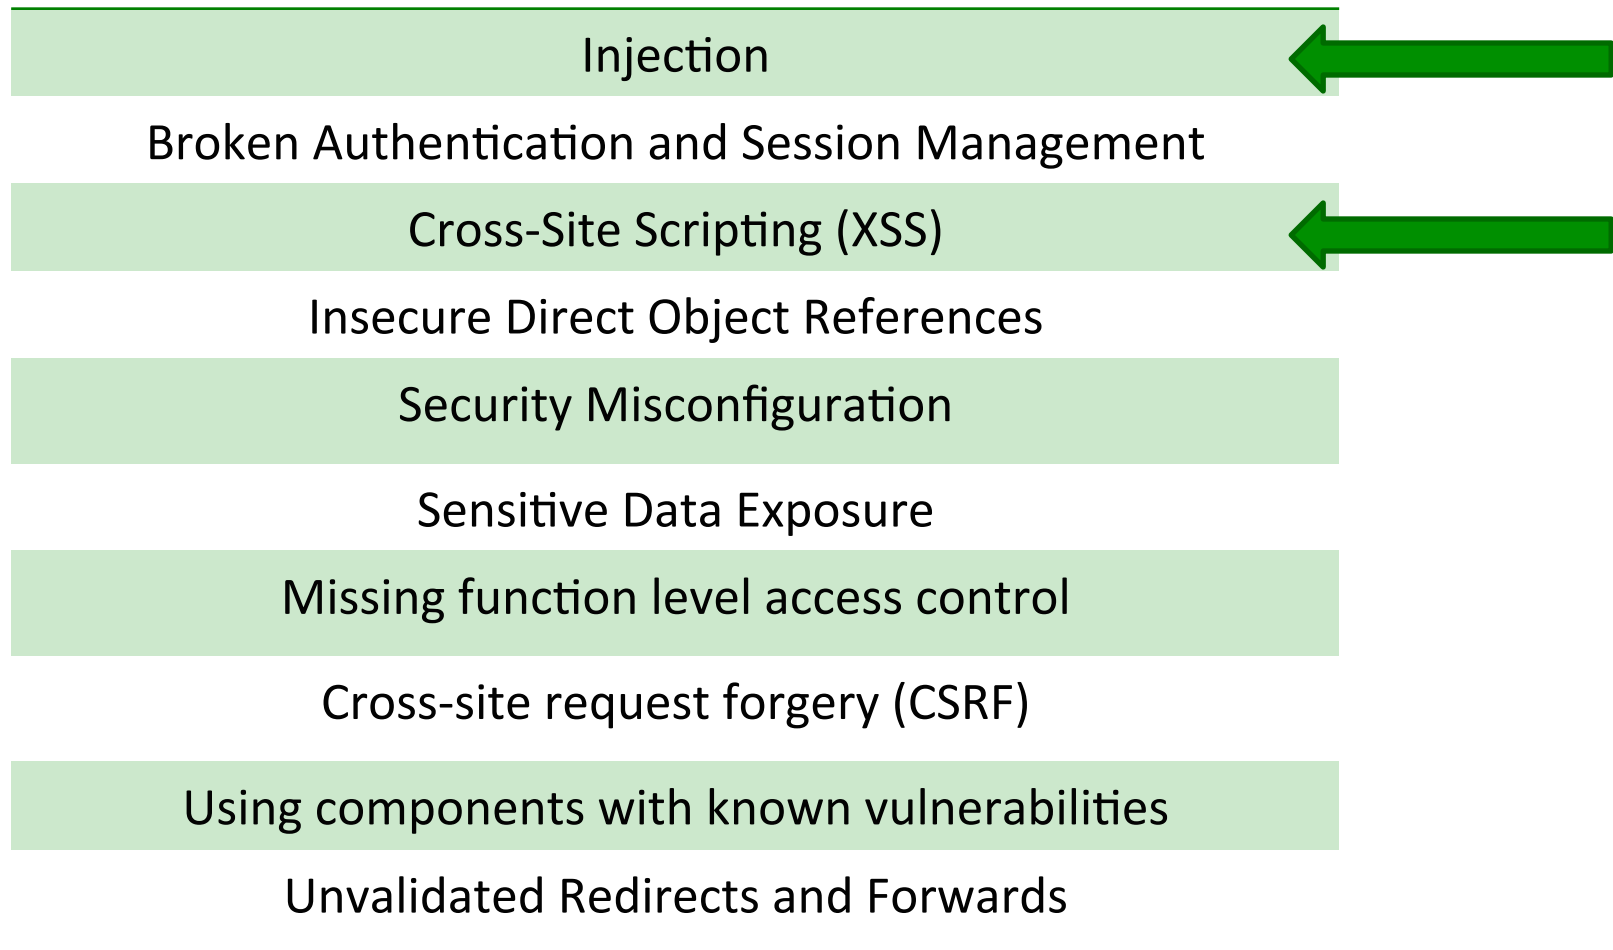 Injection
Broken Authentication and Session Management
Cross-Site Scripting (XSS)
Insecure Direct Object References
Security Misconfiguration
Sensitive Data Exposure
Missing function level access control
Cross-site request forgery (CSRF)
Using components with known vulnerabilities
Unvalidated Redirects and Forwards